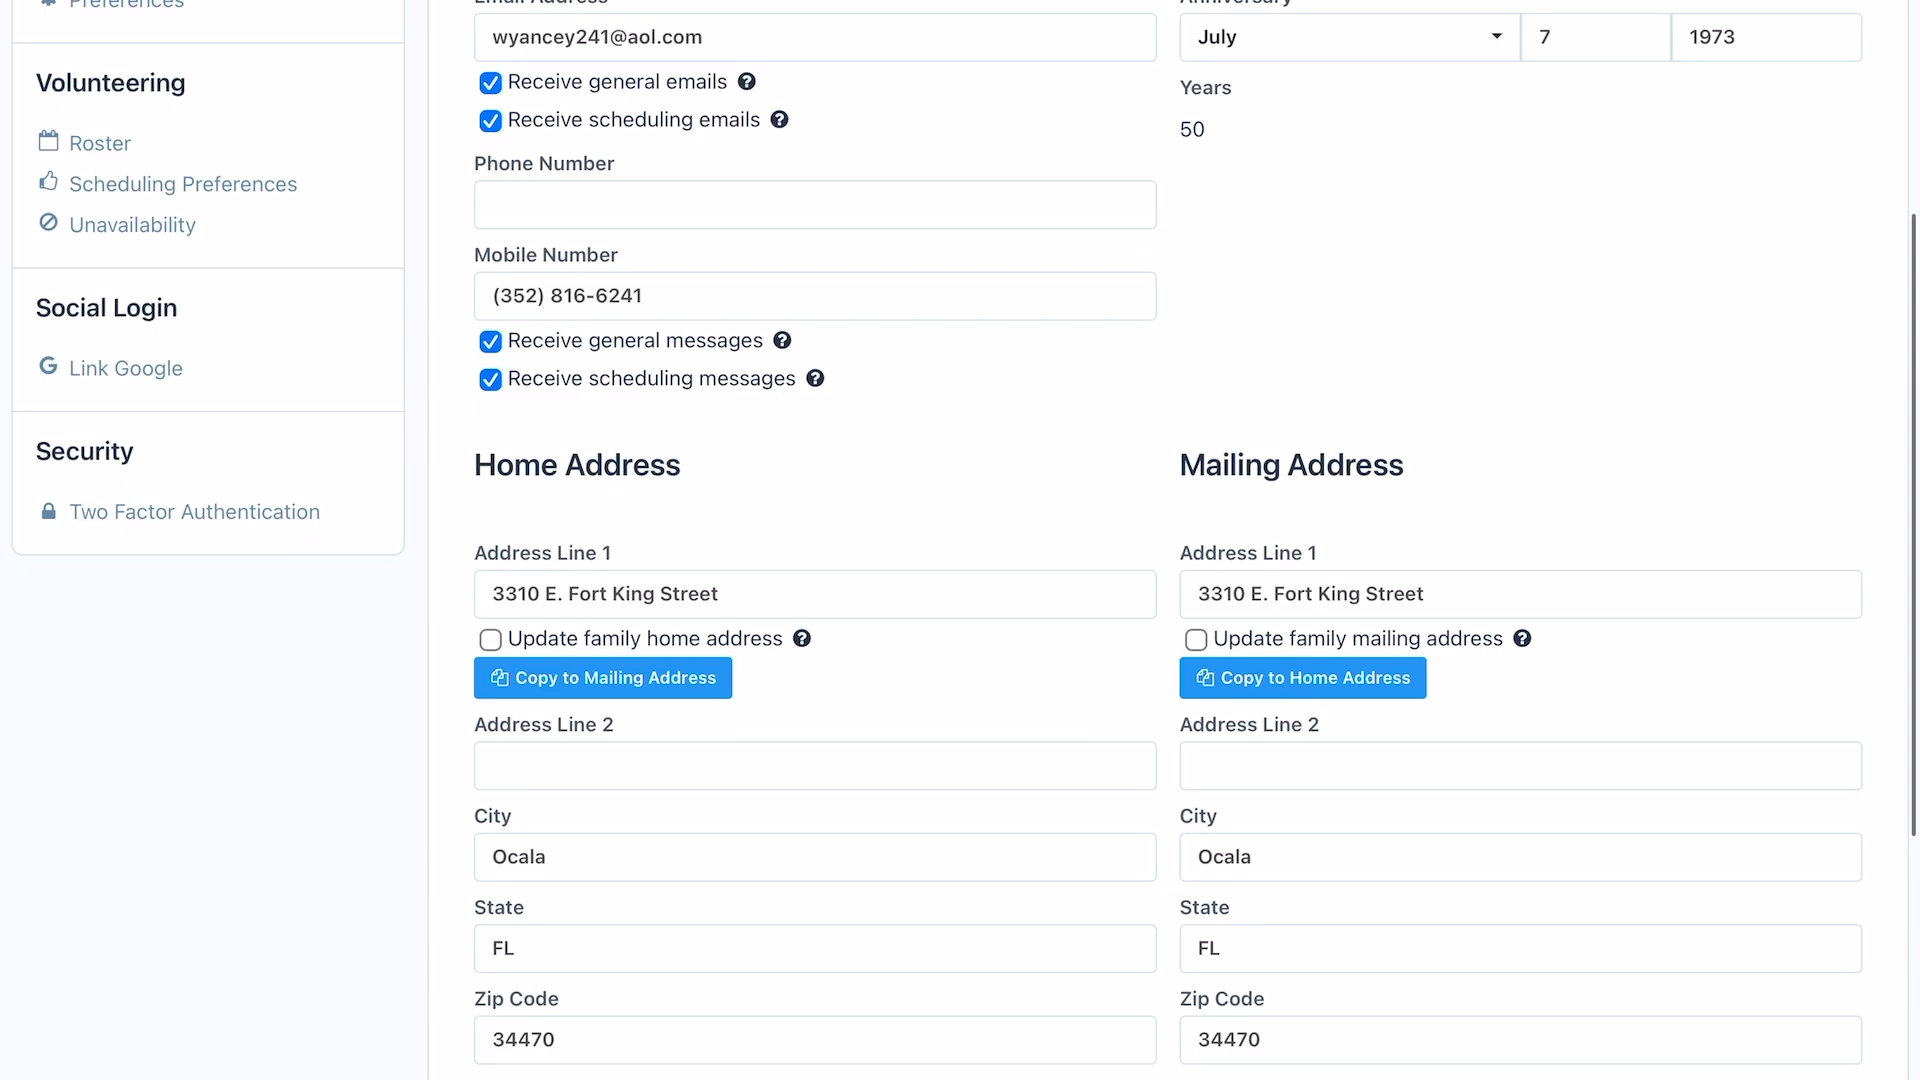 Preferences
Volunteering
Roster
Scheduling Preferences
Unavailability
Social Login
Link Google
Security
Two Factor Authentication
Email Address
wyancey241@aol.com
Receive general emails
Receive scheduling emails
Phone Number
Mobile Number
(352) 816-6241
Receive general messages
Receive scheduling messages
Anniversary
July 7 1973
Years
50
Home Address
Address Line 1
3310 E. Fort King Street
Update family home address
Copy to Mailing Address
Address Line 2
City
Ocala
State
FL
Zip Code
34470
Mailing Address
Address Line 1
3310 E. Fort King Street
Update family mailing address
Copy to Home Address
Address Line 2
City
Ocala
State
FL
Zip Code
34470